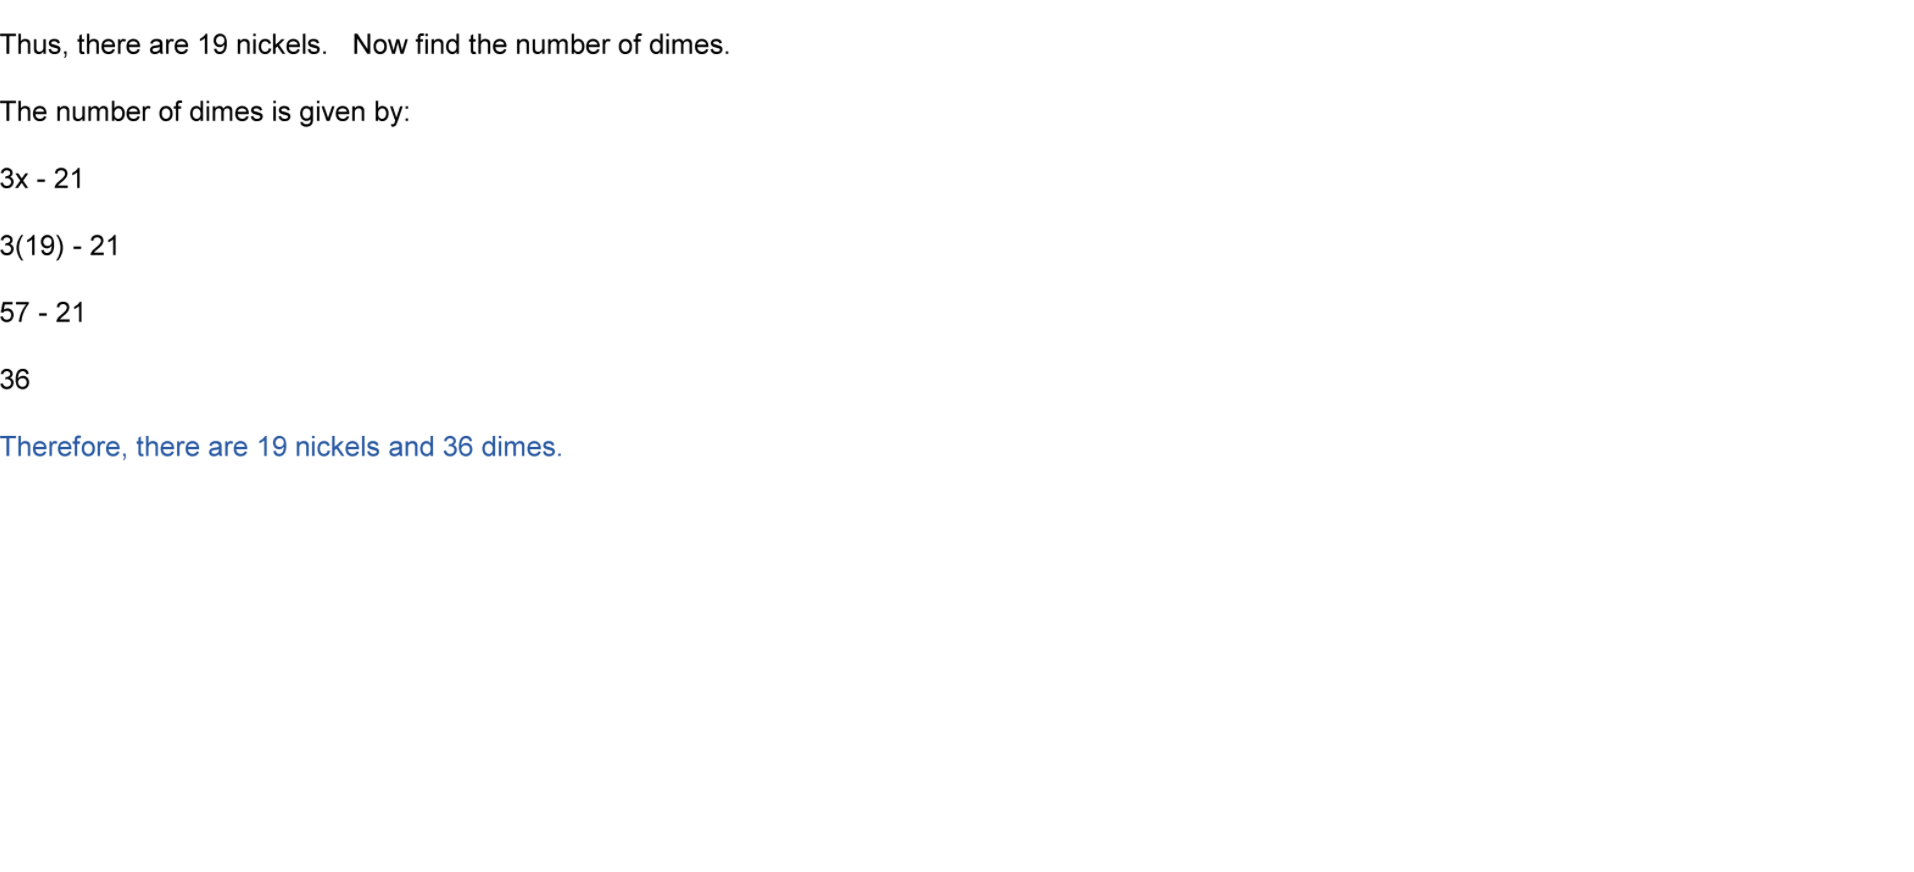 Thus, there are 19 nickels.   Now find the number of dimes.
The number of dimes is given by:
3x - 21
3(19) - 21
57 - 21
36
Therefore, there are 19 nickels and 36 dimes.